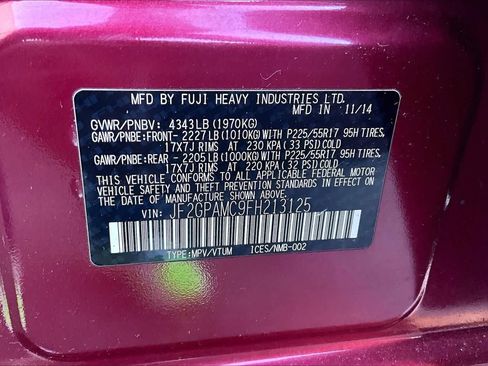 MFD BY FUJI HEAVY INDUSTRIES LTD.
MFD IN 11/14
GVWR/PNBV: 4343LB (1970KG)
GAWR/PNBE:FRONT- 2227LB(1010KG)WITH P225/55R17 95H TIRES,
17X7J RIMS AT 230 KPA (33 PSI)COLD
GAWR/PNBE:REAR - 2205LB(1000KG)WITH P225/55R17 95H TIRES,
17X7J RIMS AT 220 KPA (32 PSI)COLD
THIS VEHICLE CONFORMS TO ALL APPLICABLE FEDERAL MOTOR
VEHICLE SAFETY AND BUMPER STANDARDS IN EFFECT ON THE
DATE OF MANUFACTURE SHOWN ABOVE.
VIN: JF2GPAMC9FH213125
TYPE:MPV/VTUM ICES/NMB-002